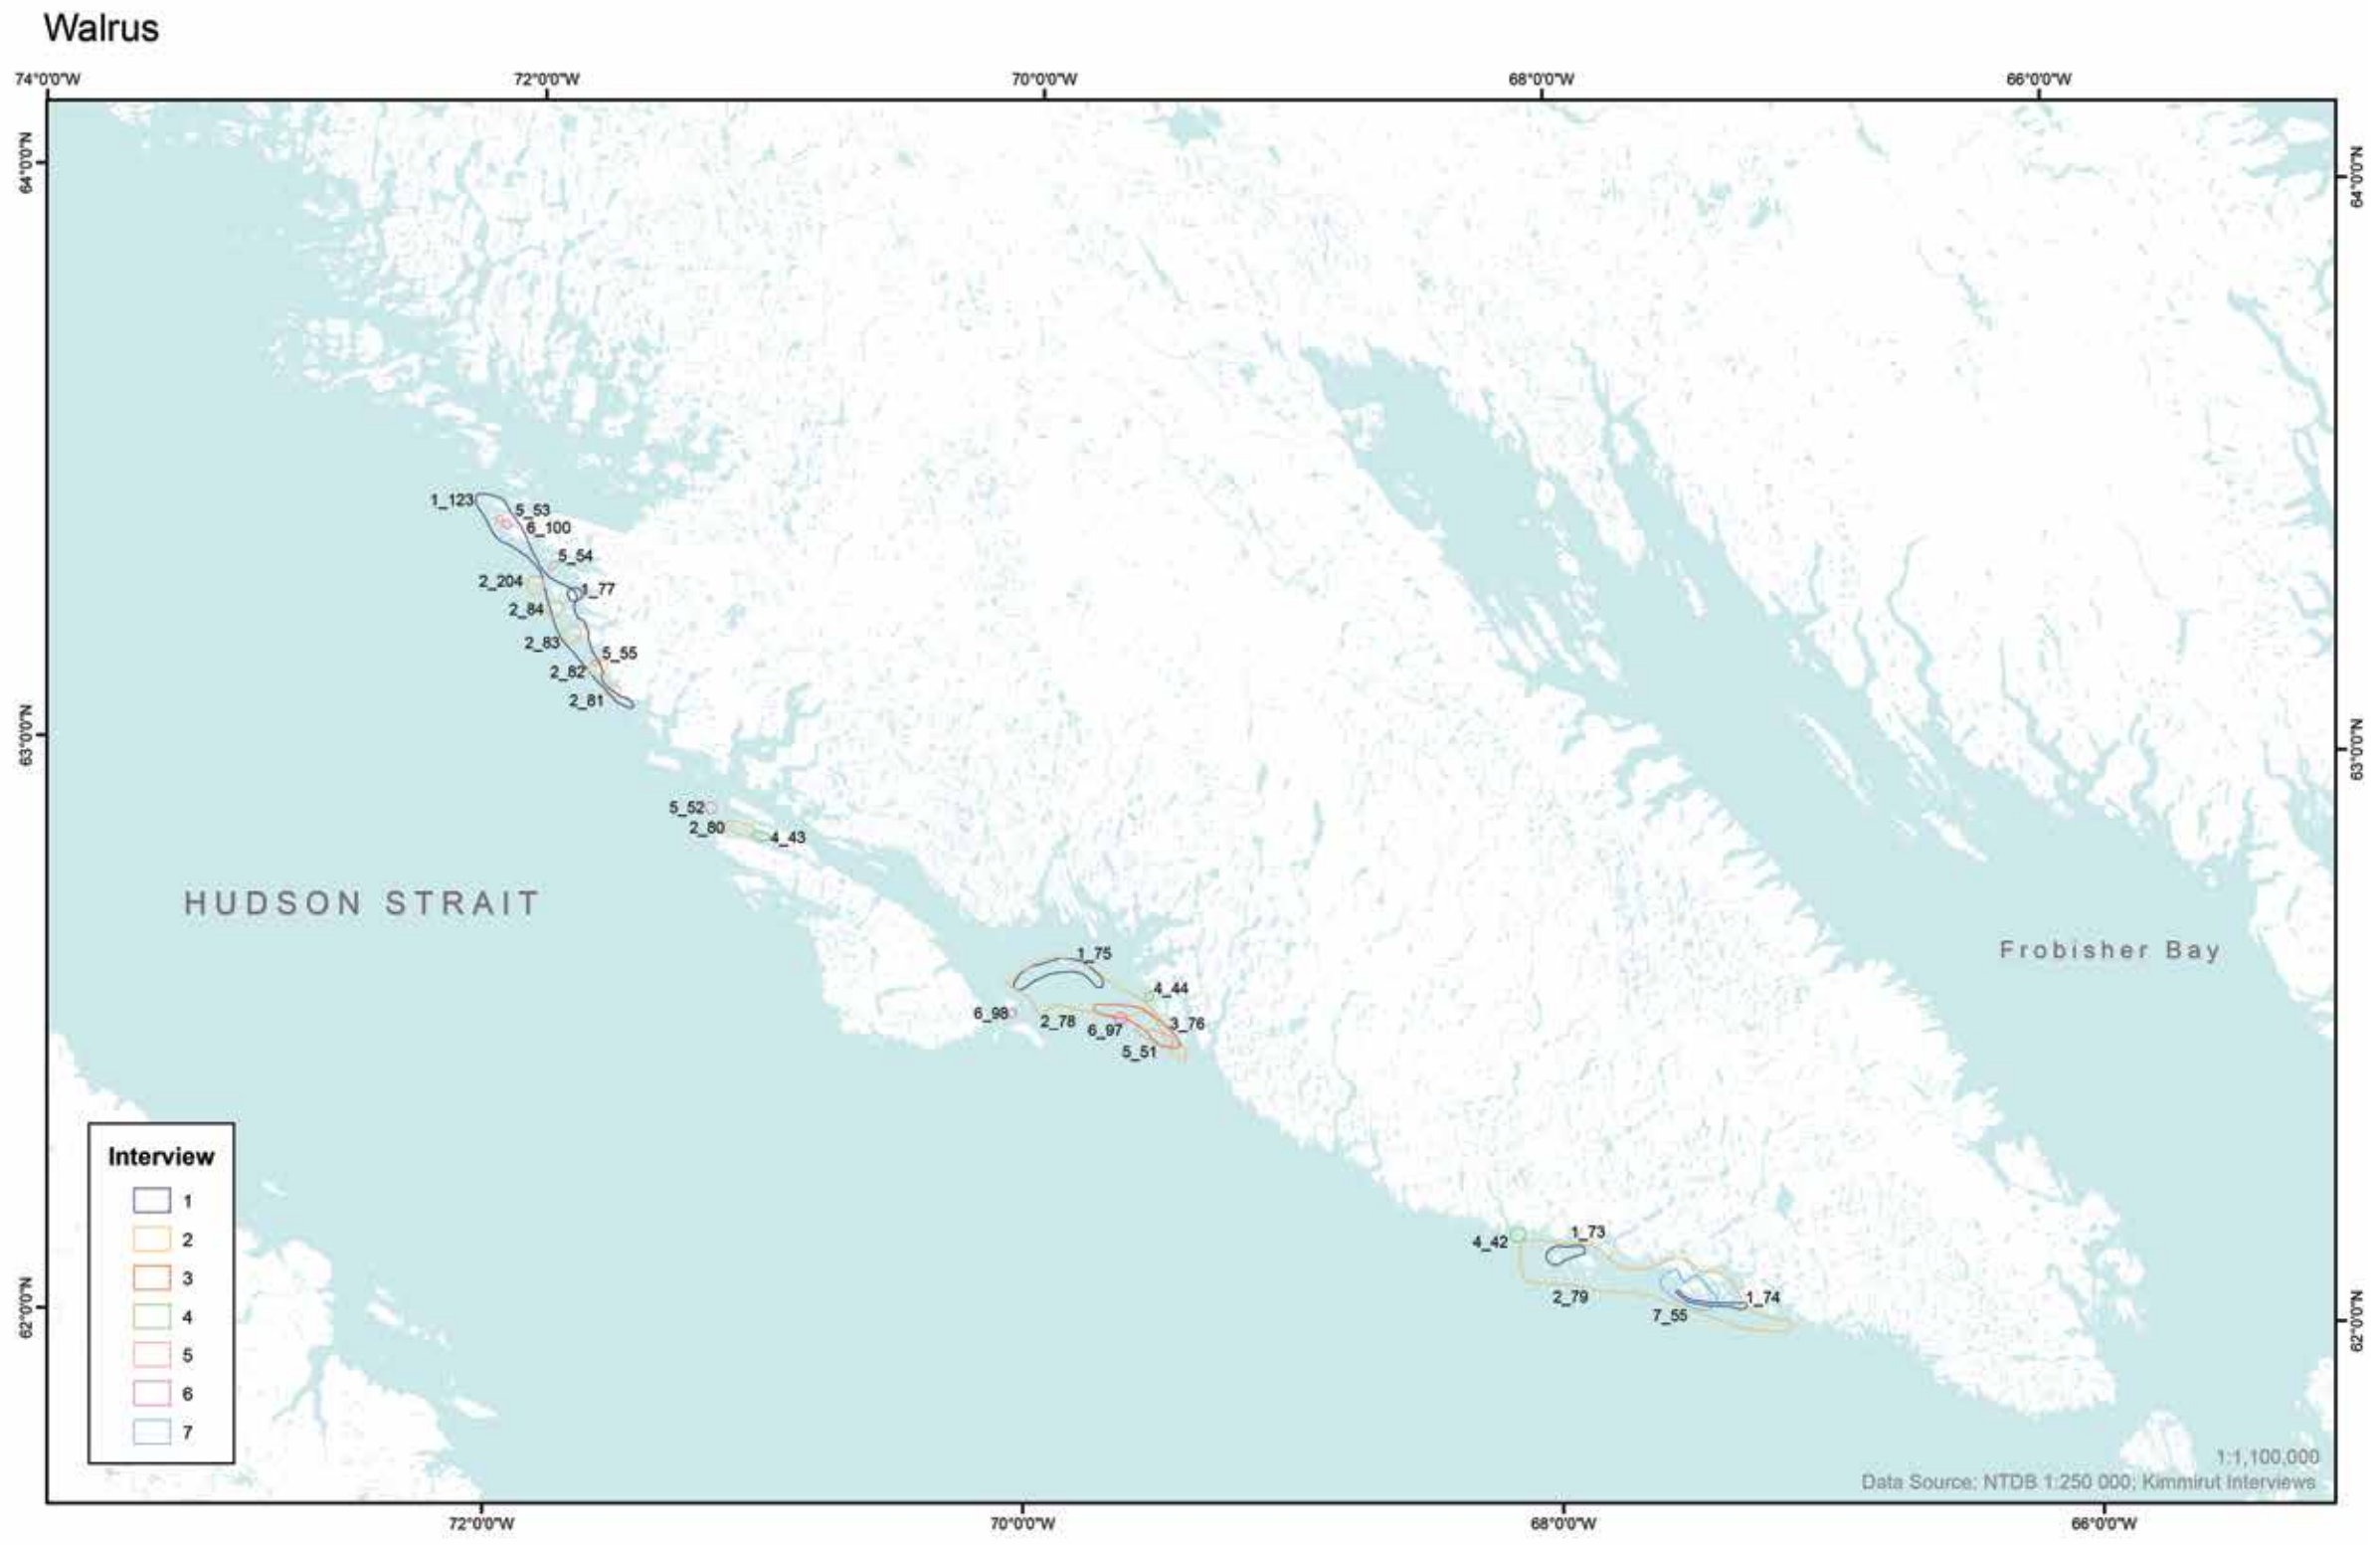 Walrus
74°0'0"W
72°0'0"W
70°0'0"W
68°0'0"W
66°0'0"W
64°0'0"N
64°0'0"N
1_123
5_53
6_100
5_54
2_204
1_77
2_84
2_83
5_55
2_82
2_81
63°0'0"N
63°0'0"N
5_52
2_80
4_43
HUDSON STRAIT
Frobisher Bay
1_75
4_44
6_98
2_78
6_97
3_76
5_51
4_42
1_73
2_79
7_55
1_74
62°0'0"N
62°0'0"N
Interview
1
2
3
4
5
6
7
1:1,100,000
Data Source: NTDB 1:250 000; Kimmirut Interviews
72°0'0"W
70°0'0"W
68°0'0"W
66°0'0"W